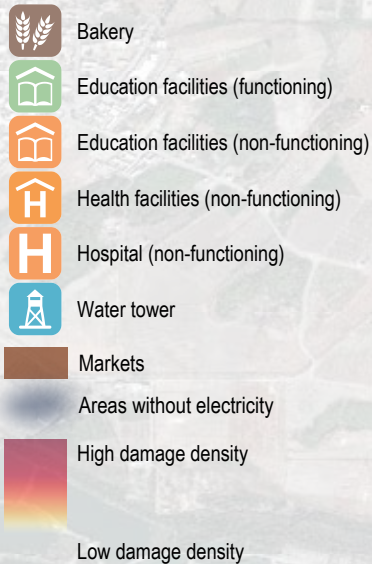 Bakery
Education facilities (functioning)
Education facilities (non-functioning)
H Health facilities (non-functioning)
H Hospital (non-functioning)
Water tower
Markets
Areas without electricity
High damage density
Low damage density